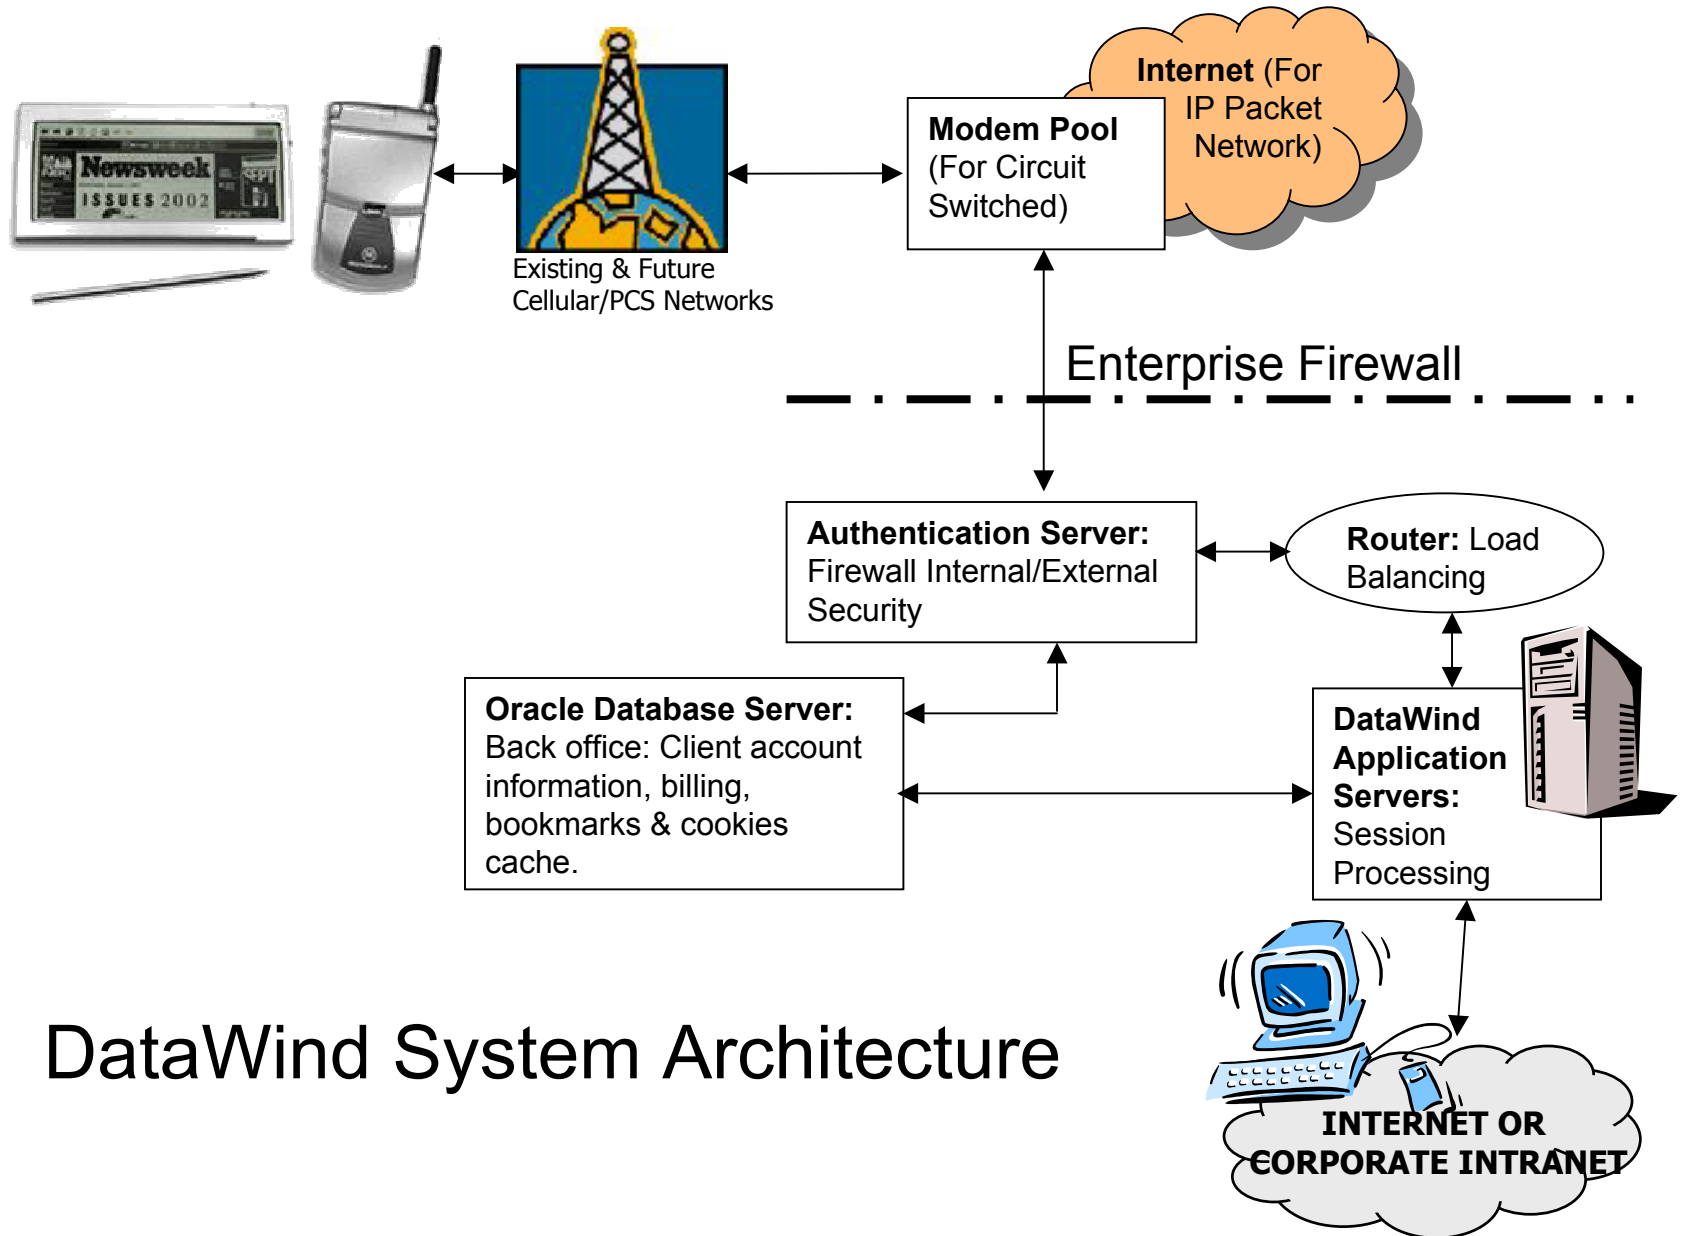 Newsweek
ISSUES 2002
Existing & Future
Cellular/PCS Networks
Modem Pool
(For Circuit
Switched)
Internet (For
IP Packet
Network)
Enterprise Firewall
Authentication Server:
Firewall Internal/External
Security
Router: Load
Balancing
Oracle Database Server:
Back office: Client account
information, billing,
bookmarks & cookies
cache.
DataWind
Application
Servers:
Session
Processing
DataWind System Architecture
INTERNET OR
CORPORATE INTRANET